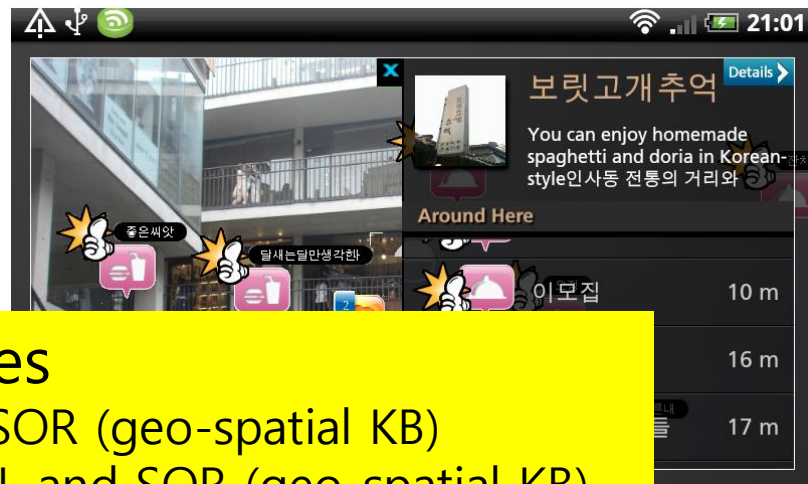 21:01
보릿고개추억
Details
You can enjoy homemade
spaghetti and doria in Korean-
style인사동 전통의 거리와
Around Here
좋은씨앗
달새는달만생각한다
2
이모집
10 m
16 m
17 m
es
SOR (geo-spatial KB)
and SOR (geo-spatial KB)